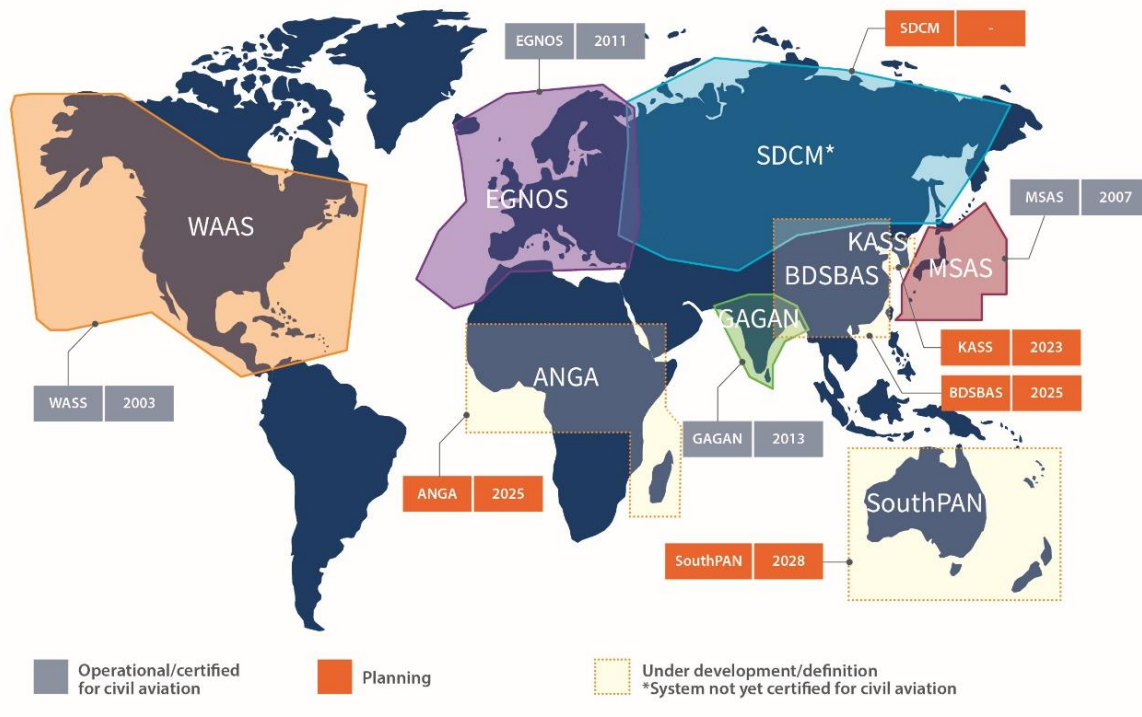 EGNOS 2011
SDCM -
SDCM*
MSAS 2007
WAAS
EGNOS
KASS
BDSBAS
MSAS
GAGAN
KASS 2023
ANGA
BDSBAS 2025
WASS 2003
GAGAN 2013
ANGA 2025
SouthPAN
SouthPAN 2028
Operational/certified
for civil aviation
Planning
Under development/definition
*System not yet certified for civil aviation